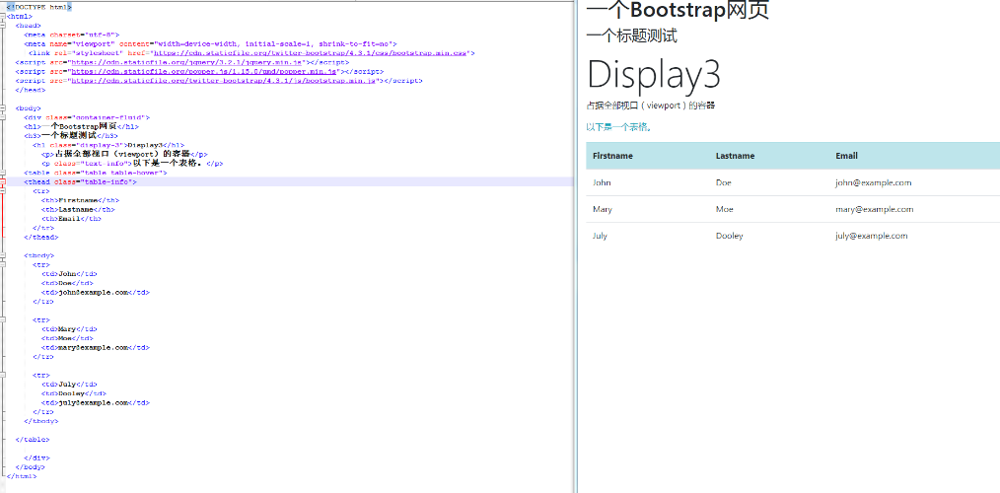 <!DOCTYPE html>
<html>
<head>
<meta charset="utf-8">
<meta name="viewport" content="width=device-width, initial-scale=1, shrink-to-fit=no">
<link rel="stylesheet" href="https://cdn.staticfile.org/twitter-bootstrap/4.3.1/css/bootstrap.min.css">
<script src="https://cdn.staticfile.org/jquery/3.2.1/jquery.min.js"></script>
<script src="https://cdn.staticfile.org/popper.js/1.15.0/umd/popper.min.js"></script>
<script src="https://cdn.staticfile.org/twitter-bootstrap/4.3.1/js/bootstrap.min.js"></script>
</head>
<body>
<div class="container-fluid">
<h1>一个Bootstrap网页</h1>
<h3>一个标题测试</h3>
<h1 class="display-3">Display3</h1>
<p>占据全部视口（viewport）的容器</p>
<p class="text-info">以下是一个表格。</p>
<table class="table table-hover">
<thead class="table-info">
<tr>
<th>Firstname</th>
<th>Lastname</th>
<th>Email</th>
</tr>
</thead>
<tbody>
<tr>
<td>John</td>
<td>Doe</td>
<td>john@example.com</td>
</tr>
<tr>
<td>Mary</td>
<td>Moe</td>
<td>mary@example.com</td>
</tr>
<tr>
<td>July</td>
<td>Dooley</td>
<td>july@example.com</td>
</tr>
</tbody>
</table>
</div>
</body>
</html>
一个Bootstrap网页
一个标题测试
Display3
占据全部视口（viewport）的容器
以下是一个表格。
Firstname Lastname Email
John Doe john@example.com
Mary Moe mary@example.com
July Dooley july@example.com